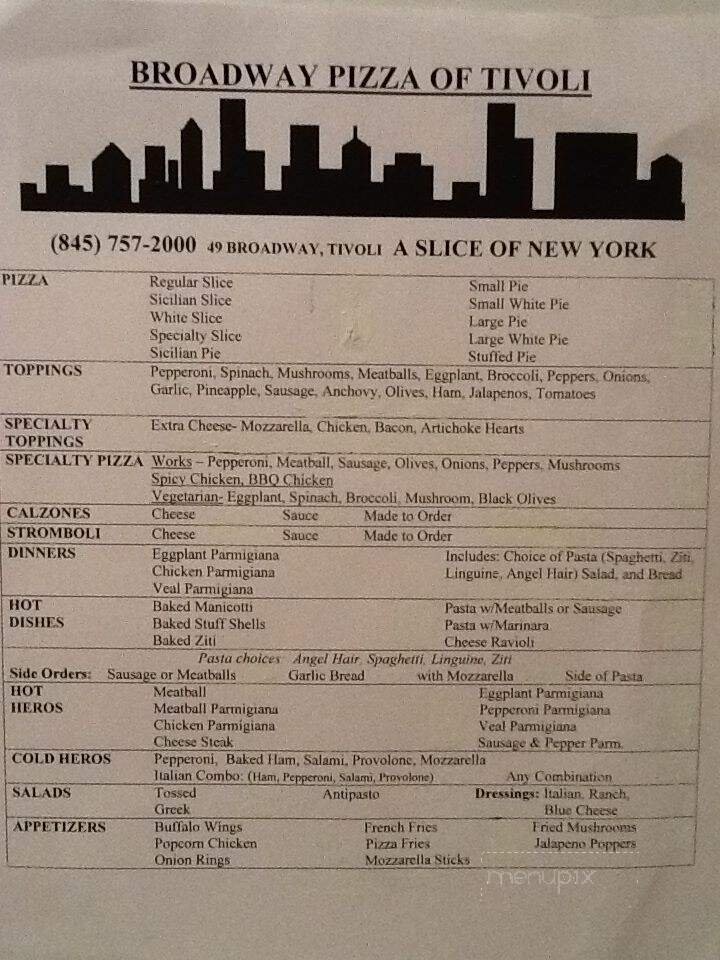 BROADWAY PIZZA OF TIVOLI
(845) 757-2000 49 BROADWAY, TIVOLI A SLICE OF NEW YORK
PIZZA Regular Slice Small Pie
Sicilian Slice Small White Pie
White Slice Large Pie
Specialty Slice Large White Pie
Sicilian Pie Stuffed Pie
TOPPINGS Pepperoni, Spinach, Mushrooms, Meatballs, Eggplant, Broccoli, Peppers, Onions,
Garlic, Pineapple, Sausage, Anchovy, Olives, Ham, Jalapenos, Tomatoes
SPECIALTY Extra Cheese- Mozzarella, Chicken, Bacon, Artichoke Hearts
TOPPINGS
SPECIALTY PIZZA Works – Pepperoni, Meatball, Sausage, Olives, Onions, Peppers, Mushrooms
Spicy Chicken, BBQ Chicken
Vegetarian- Eggplant, Spinach, Broccoli, Mushroom, Black Olives
CALZONES Cheese Sauce Made to Order
STROMBOLI Cheese Sauce Made to Order
DINNERS Eggplant Parmigiana Includes: Choice of Pasta (Spaghetti, Ziti,
Chicken Parmigiana Linguine, Angel Hair) Salad, and Bread
Veal Parmigiana
HOT Baked Manicotti Pasta w/Meatballs or Sausage
DISHES Baked Stuff Shells Pasta w/Marinara
Baked Ziti Cheese Ravioli
Pasta choices Angel Hair, Spaghetti, Linguine, Ziti
Side Orders: Sausage or Meatballs Garlic Bread with Mozzarella Side of Pasta
HOT Meatball Eggplant Parmigiana
HEROS Meatball Parmigiana Pepperoni Parmigiana
Chicken Parmigiana Veal Parmigiana
Cheese Steak Sausage & Pepper Parm.
COLD HEROS Pepperoni, Baked Ham, Salami, Provolone, Mozzarella
Italian Combo: (Ham, Pepperoni, Salami, Provolone) Any Combination
SALADS Tossed Antipasto Dressings: Italian, Ranch,
Greek Blue Cheese
APPETIZERS Buffalo Wings French Fries Fried Mushrooms
Popcorn Chicken Pizza Fries Jalapeno Poppers
Onion Rings Mozzarella Sticks
menupix